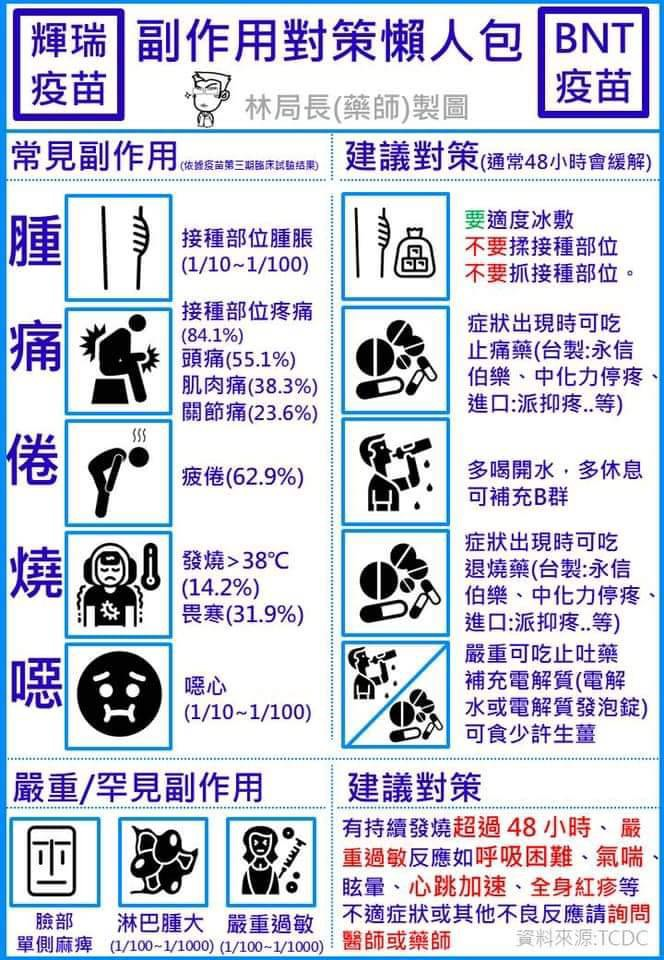 輝瑞
疫苗
副作用對策懶人包
BNT
疫苗
林局長(藥師)製圖
常見副作用(依據疫苗第三期臨床試驗結果)
建議對策(通常48小時會緩解)
腫
接種部位腫脹
(1/10~1/100)
要適度冰敷
不要揉接種部位
不要抓接種部位。
痛
接種部位疼痛
(84.1%)
頭痛(55.1%)
肌肉痛(38.3%)
關節痛(23.6%)
症狀出現時可吃
止痛藥(台製:永信
伯樂、中化力停疼、
進口:派抑疼..等)
倦
疲倦(62.9%)
多喝開水，多休息
可補充B群
燒
發燒>38℃
(14.2%)
畏寒(31.9%)
症狀出現時可吃
退燒藥(台製:永信
伯樂、中化力停疼、
進口:派抑疼..等)
噁
噁心
(1/10~1/100)
嚴重可吃止吐藥
補充電解質(電解
水或電解質發泡錠)
可食少許生薑
嚴重/罕見副作用
臉部
單側麻痺
淋巴腫大
(1/100~1/1000)
嚴重過敏
(1/100~1/1000)
建議對策
有持續發燒超過 48 小時、嚴
重過敏反應如呼吸困難、氣喘、
眩暈、心跳加速、全身紅疹等
不適症狀或其他不良反應請詢問
醫師或藥師
資料來源:TCDC